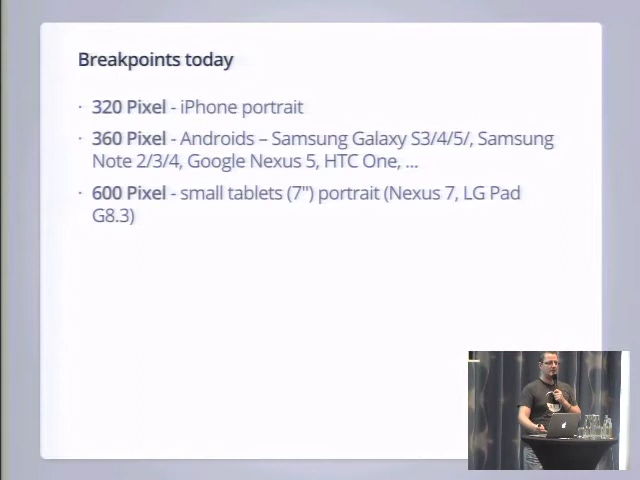 Breakpoints today
· 320 Pixel - iPhone portrait
· 360 Pixel - Androids – Samsung Galaxy S3/4/5/, Samsung
Note 2/3/4, Google Nexus 5, HTC One, ...
· 600 Pixel - small tablets (7") portrait (Nexus 7, LG Pad
G8.3)